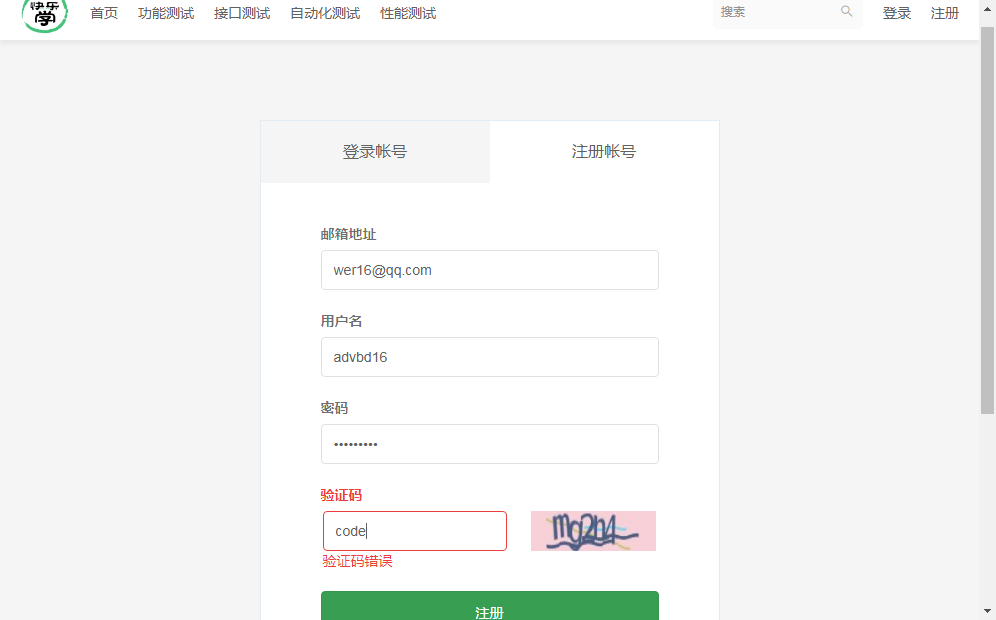 快乐
学
首页 功能测试 接口测试 自动化测试 性能测试 搜索 登录 注册
登录帐号 注册帐号
邮箱地址
wer16@qq.com
用户名
advbd16
密码
•••••••••
验证码
code
验证码错误
注册